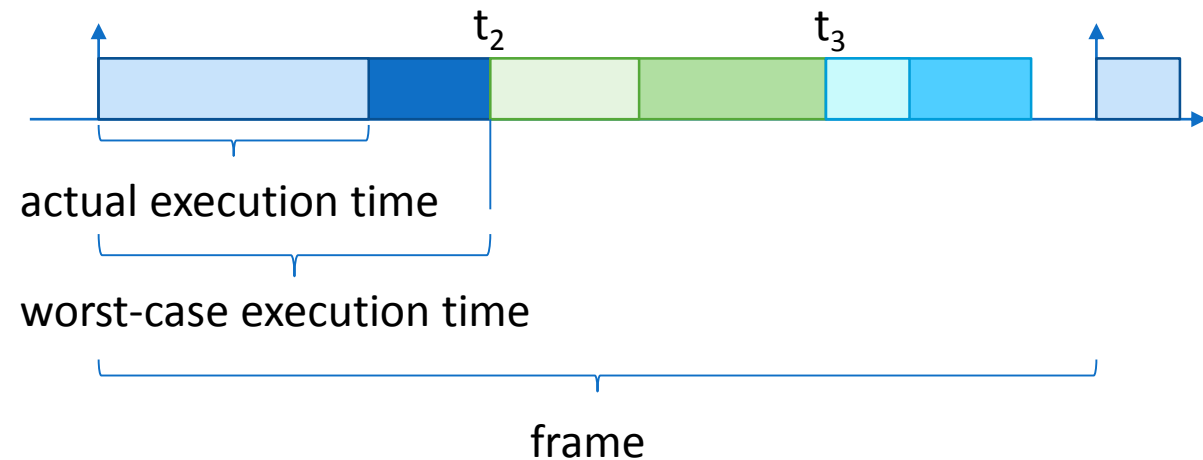 t₂
t₃
actual execution time
worst-case execution time
frame